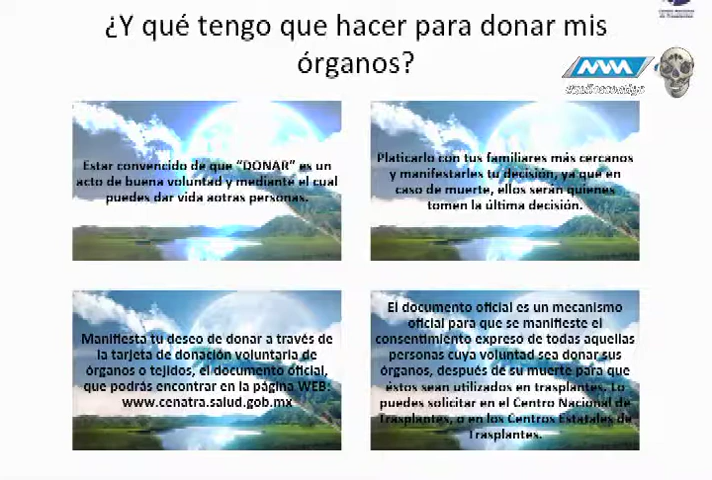 ¿Y qué tengo que hacer para donar mis
órganos?
Estar convencido de que “DONAR” es un
acto de buena voluntad y mediante el cual
puedes dar vida aotras personas.
Platicarlo con tus familiares más cercanos
y manifestarles tu decisión, ya que en
caso de muerte, ellos serán quienes
tomen la última decisión.
Manifiesta tu deseo de donar a través de
la tarjeta de donación voluntaria de
órganos o tejidos, el documento oficial,
que podrás encontrar en la página WEB:
www.cenatra.salud.gob.mx
El documento oficial es un mecanismo
oficial para que se manifieste el
consentimiento expreso de todas aquellas
personas cuya voluntad sea donar sus
órganos, después de su muerte para que
éstos sean utilizados en trasplantes. Lo
puedes solicitar en el Centro Nacional de
Trasplantes, o en los Centros Estatales de
Trasplantes.